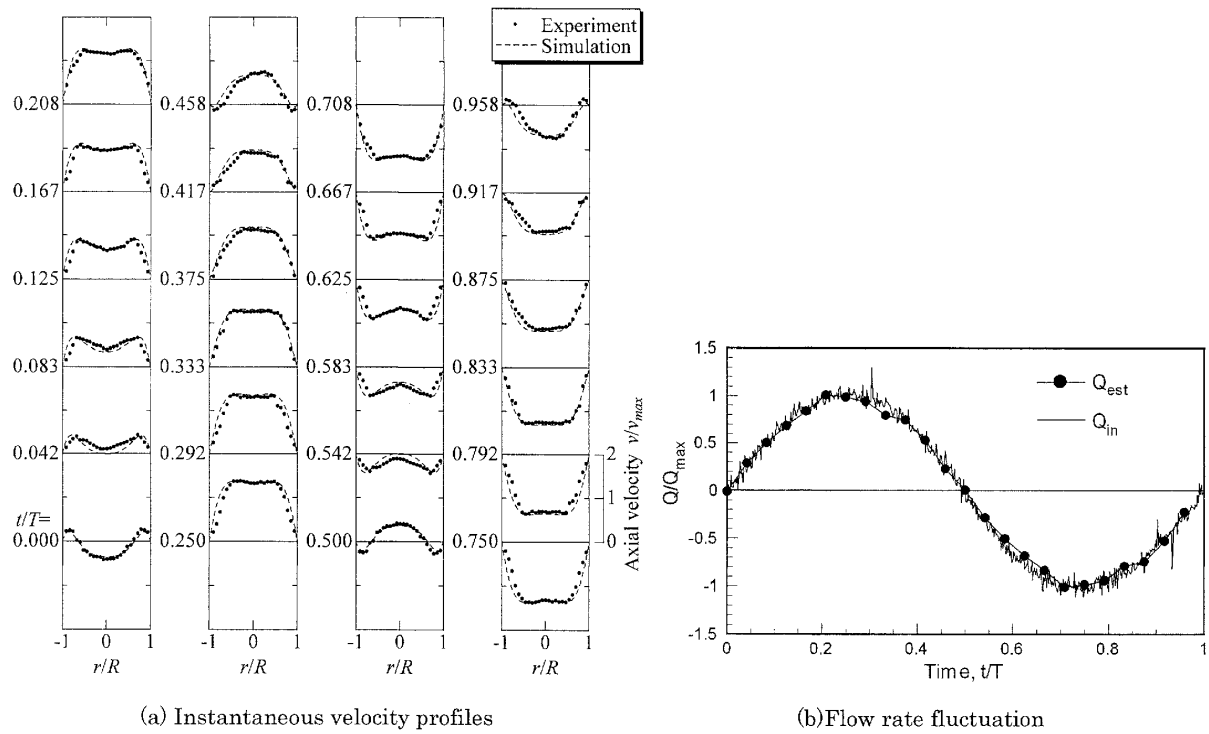 Experiment
Simulation
0.208
0.458
0.708
0.958
0.167
0.417
0.667
0.917
0.125
0.375
0.625
0.875
0.083
0.333
0.583
0.833
0.042
0.292
0.542
0.792
t/T=
0.000
0.250
0.500
0.750
2
1
0
Axial velocity v/v_max
-1 0 1
-1 0 1
-1 0 1
-1 0 1
r/R
r/R
r/R
r/R
(a) Instantaneous velocity profiles
1.5
1
0.5
0
-0.5
-1
-1.5
Q/Q_max
Q_est
Q_in
0 0.2 0.4 0.6 0.8 1
Time, t/T
(b)Flow rate fluctuation